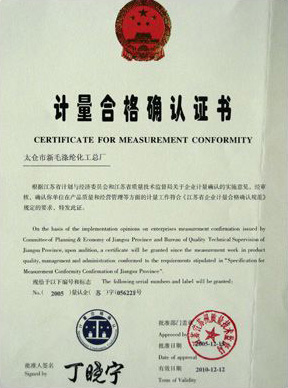 计量合格确认证书
CERTIFICATE FOR MEASUREMENT CONFORMITY
太仓市新毛涤纶化工总厂
根据江苏省计划与经济委员会和江苏省质量技术监督局关于企业计量确认的实施意见，经审
核，确认你单位在产品质量和经营管理等方面的计量工作符合《江苏省企业计量合格确认规范》
规定的要求，特发此证。
On the basis of the implementation opinions on enterprises measurement confirmation issued
by Committee of Planning & Economy of Jiangsu Province and Bureau of Quality Technical Supervision of
Jiangsu Province, upon audition, a certificate will be granted since the measurement work in product
quality, management and administration conformed to the requirements stipulated in "Specification for
Measurement Conformity Confirmation of Jiangsu Province".
现给予以下编号和标志 The following serial numbers and label will be granted:
No. (2005) 量认企 (苏) 字 (056228) 号
批准部门盖章
Approved by
批准日期 2005-12-13
Date of approval
有效日期 2010-12-12
Time of Validity
批准人签名
Signed by
丁晓宁